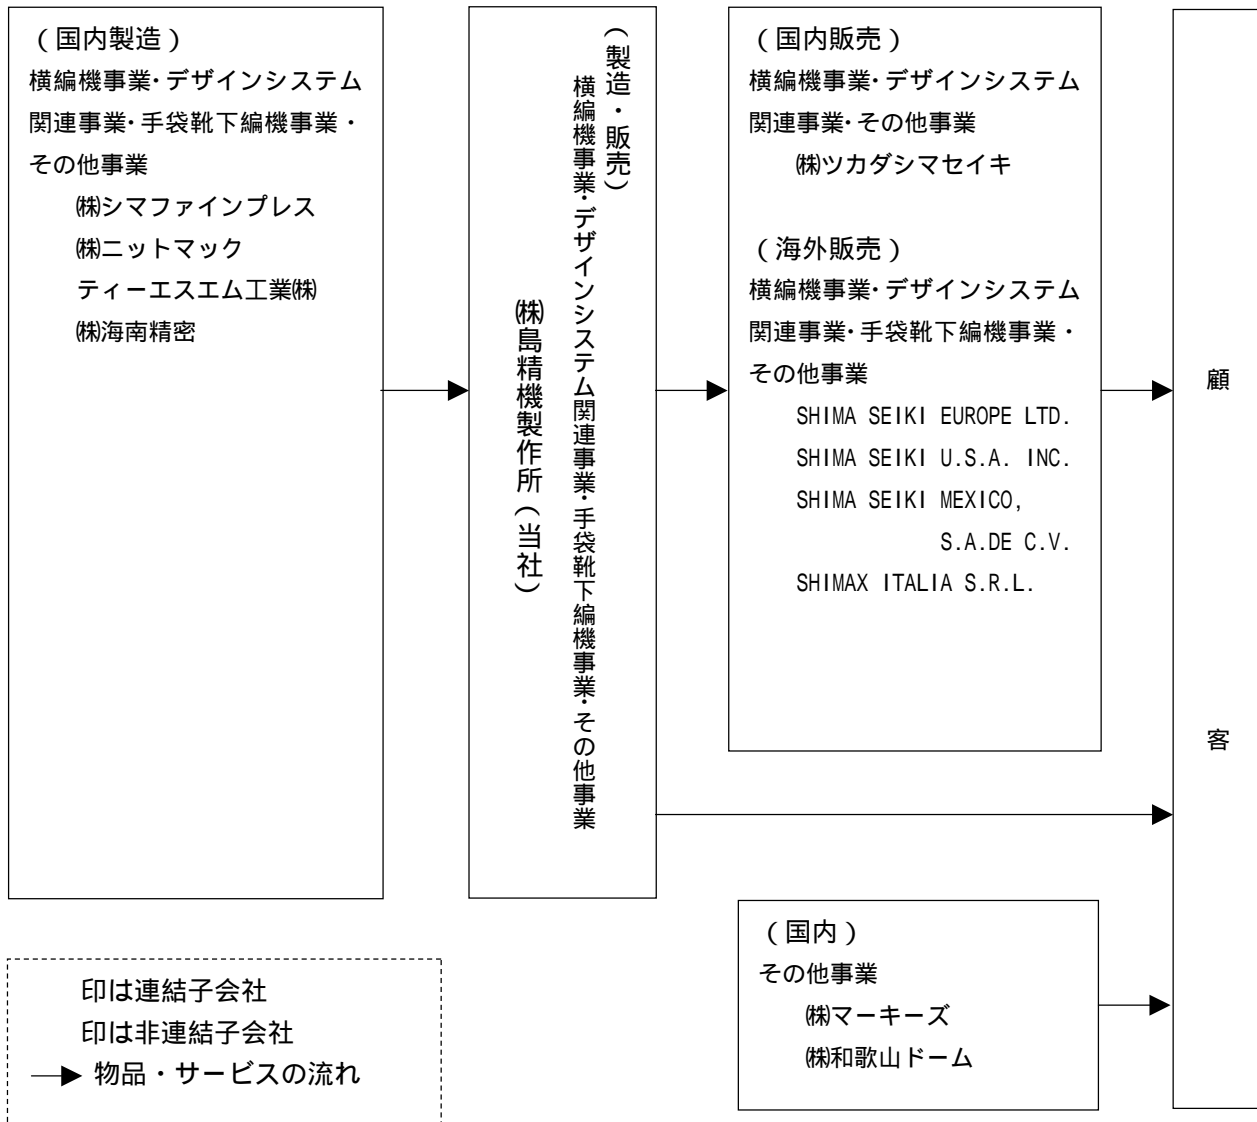 (国内製造)
横編機事業・デザインシステム
関連事業・手袋靴下編機事業・
その他事業
㈱シマファインプレス
㈱ニットマック
ティーエスエム工業㈱
㈱海南精密
(製造・販売)
横編機事業・デザインシステム関連事業・手袋靴下編機事業・その他事業
㈱島精機製作所(当社)
(国内販売)
横編機事業・デザインシステム
関連事業・その他事業
㈱ツカダシマセイキ
(海外販売)
横編機事業・デザインシステム
関連事業・手袋靴下編機事業・
その他事業
SHIMA SEIKI EUROPE LTD.
SHIMA SEIKI U.S.A. INC.
SHIMA SEIKI MEXICO,
S.A.DE C.V.
SHIMAX ITALIA S.R.L.
顧客
(国内)
その他事業
㈱マーキーズ
㈱和歌山ドーム
印は連結子会社
印は非連結子会社
物品・サービスの流れ